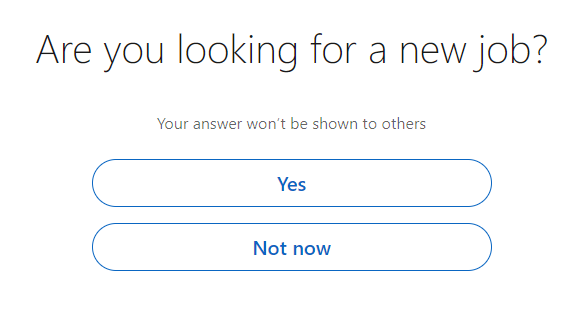 Are you looking for a new job?
Your answer won't be shown to others
Yes
Not now